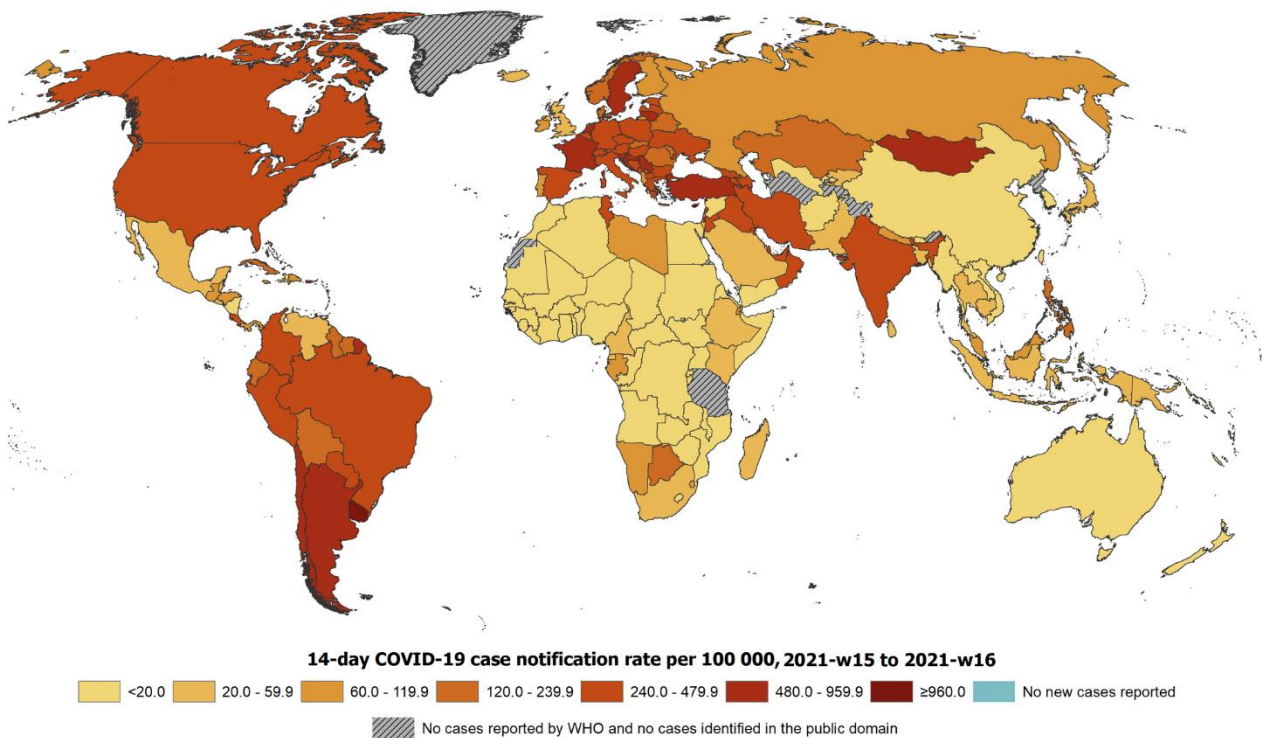 14-day COVID-19 case notification rate per 100 000, 2021-w15 to 2021-w16
<20.0 20.0 - 59.9 60.0 - 119.9 120.0 - 239.9 240.0 - 479.9 480.0 - 959.9 ≥960.0 No new cases reported
No cases reported by WHO and no cases identified in the public domain